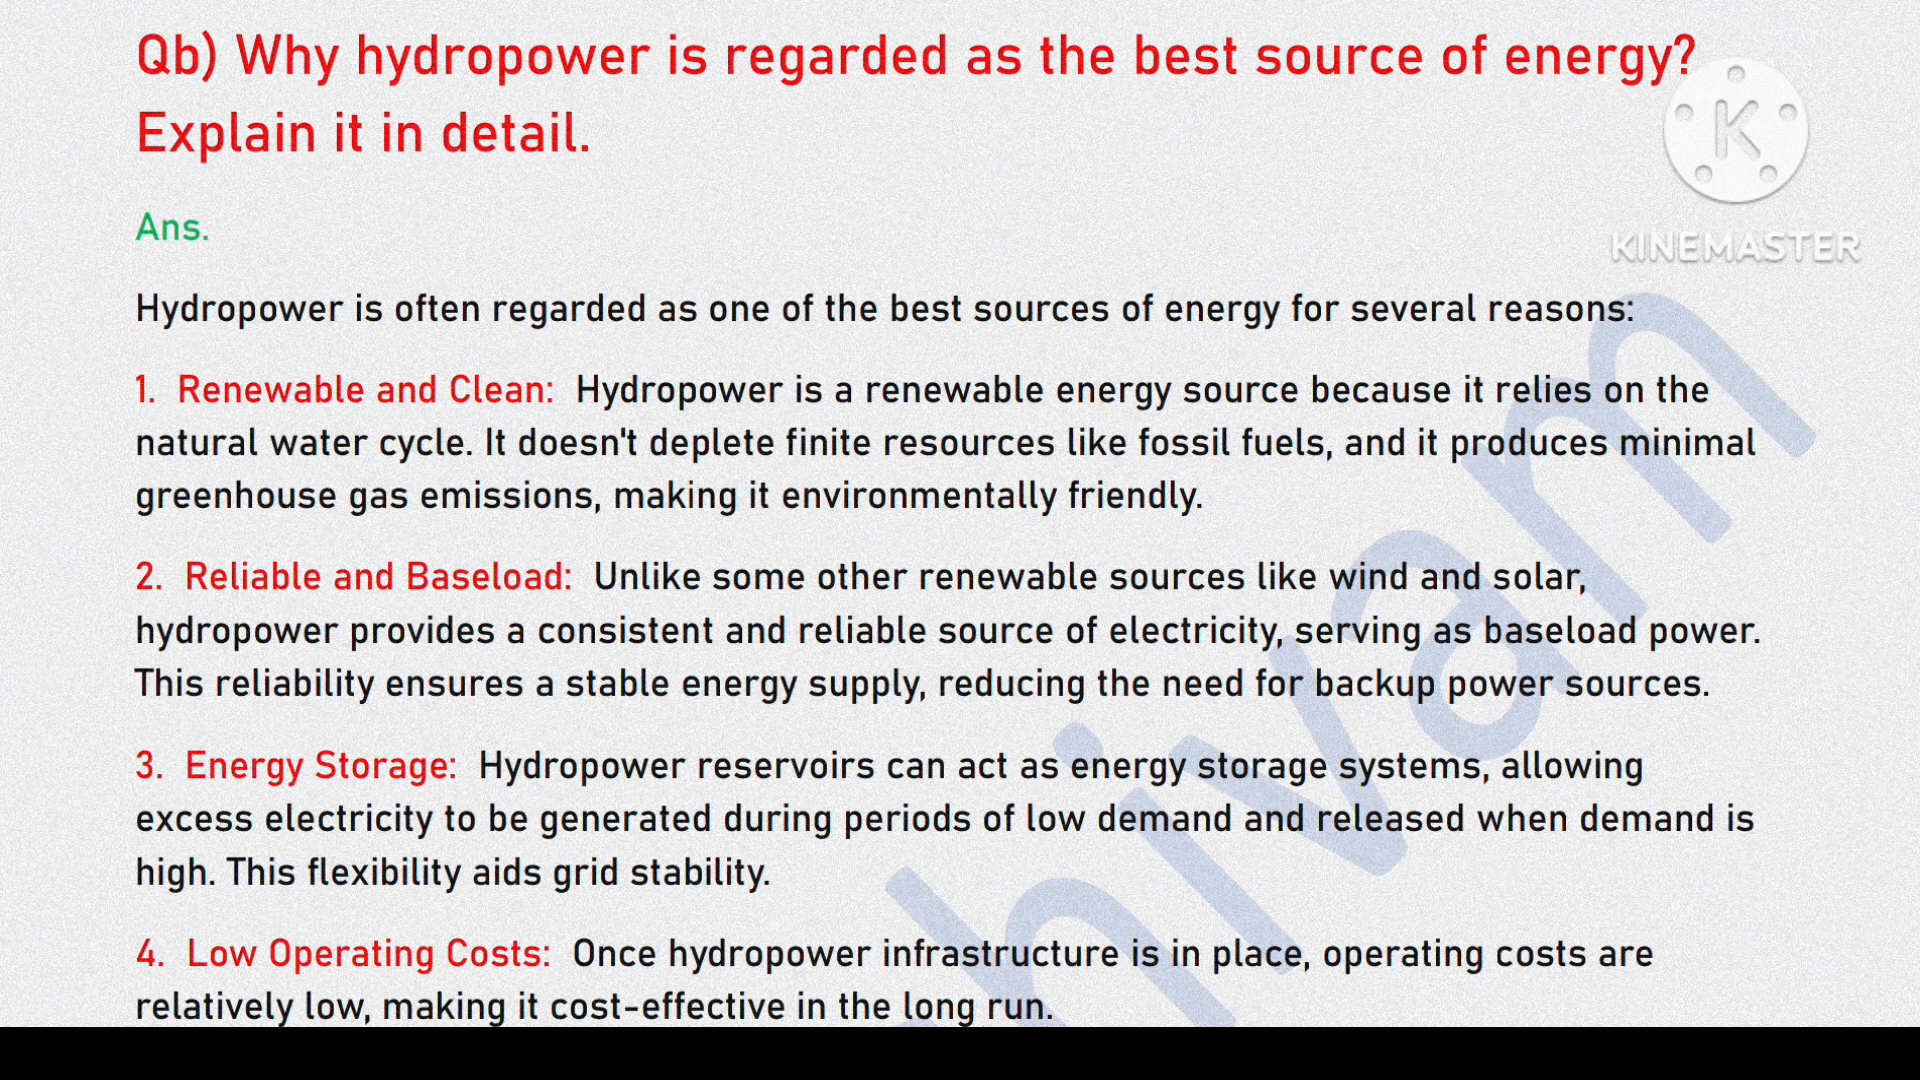 Qb) Why hydropower is regarded as the best source of energy?
Explain it in detail.
K
KINEMASTER
Ans.
Hydropower is often regarded as one of the best sources of energy for several reasons:
1. Renewable and Clean: Hydropower is a renewable energy source because it relies on the
natural water cycle. It doesn't deplete finite resources like fossil fuels, and it produces minimal
greenhouse gas emissions, making it environmentally friendly.
2. Reliable and Baseload: Unlike some other renewable sources like wind and solar,
hydropower provides a consistent and reliable source of electricity, serving as baseload power.
This reliability ensures a stable energy supply, reducing the need for backup power sources.
3. Energy Storage: Hydropower reservoirs can act as energy storage systems, allowing
excess electricity to be generated during periods of low demand and released when demand is
high. This flexibility aids grid stability.
4. Low Operating Costs: Once hydropower infrastructure is in place, operating costs are
relatively low, making it cost-effective in the long run.
hivam